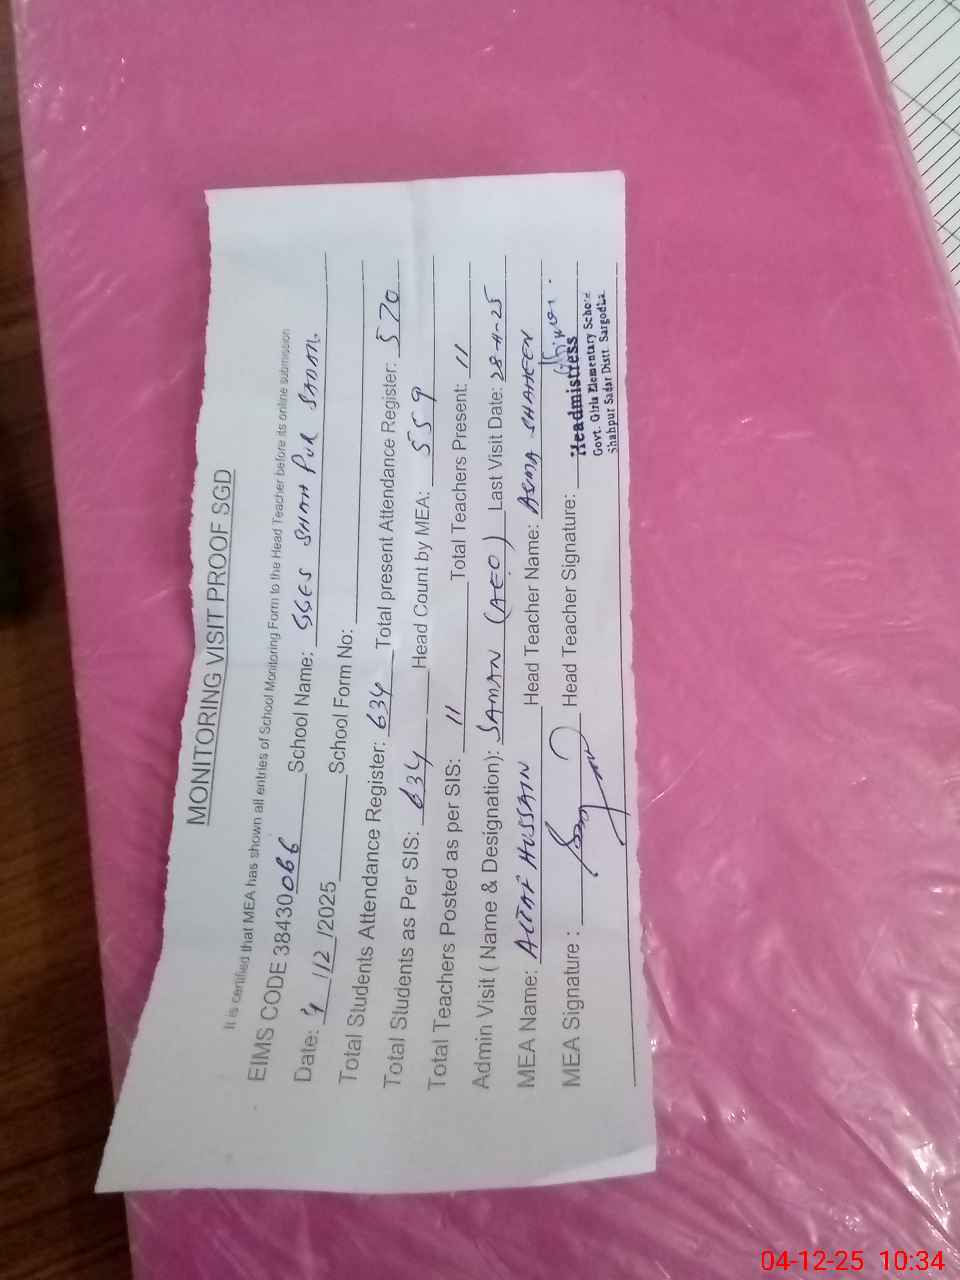 MONITORING VISIT PROOF SGD
It is certified that MEA has shown all entries of School Monitoring Form to the Head Teacher before its online submission
EIMS CODE 38430066 School Name: GGES SHAH PUR SADAR.
Date: 4/12/2025 School Form No:
Total Students Attendance Register: 634 Total present Attendance Register: 570
Total Students as Per SIS: 634 Head Count by MEA: 559
Total Teachers Posted as per SIS: 11 Total Teachers Present: 11
Admin Visit ( Name & Designation): SAMAN (AEO) Last Visit Date: 28-11-25
MEA Name: ALTAF HUSSAIN Head Teacher Name: ASMA SHAHEEN
MEA Signature : Head Teacher Signature:
Headmistress
Govt. Girls Elementary School
Shahpur Sadar Distt. Sargodha.
04-12-25 10:34